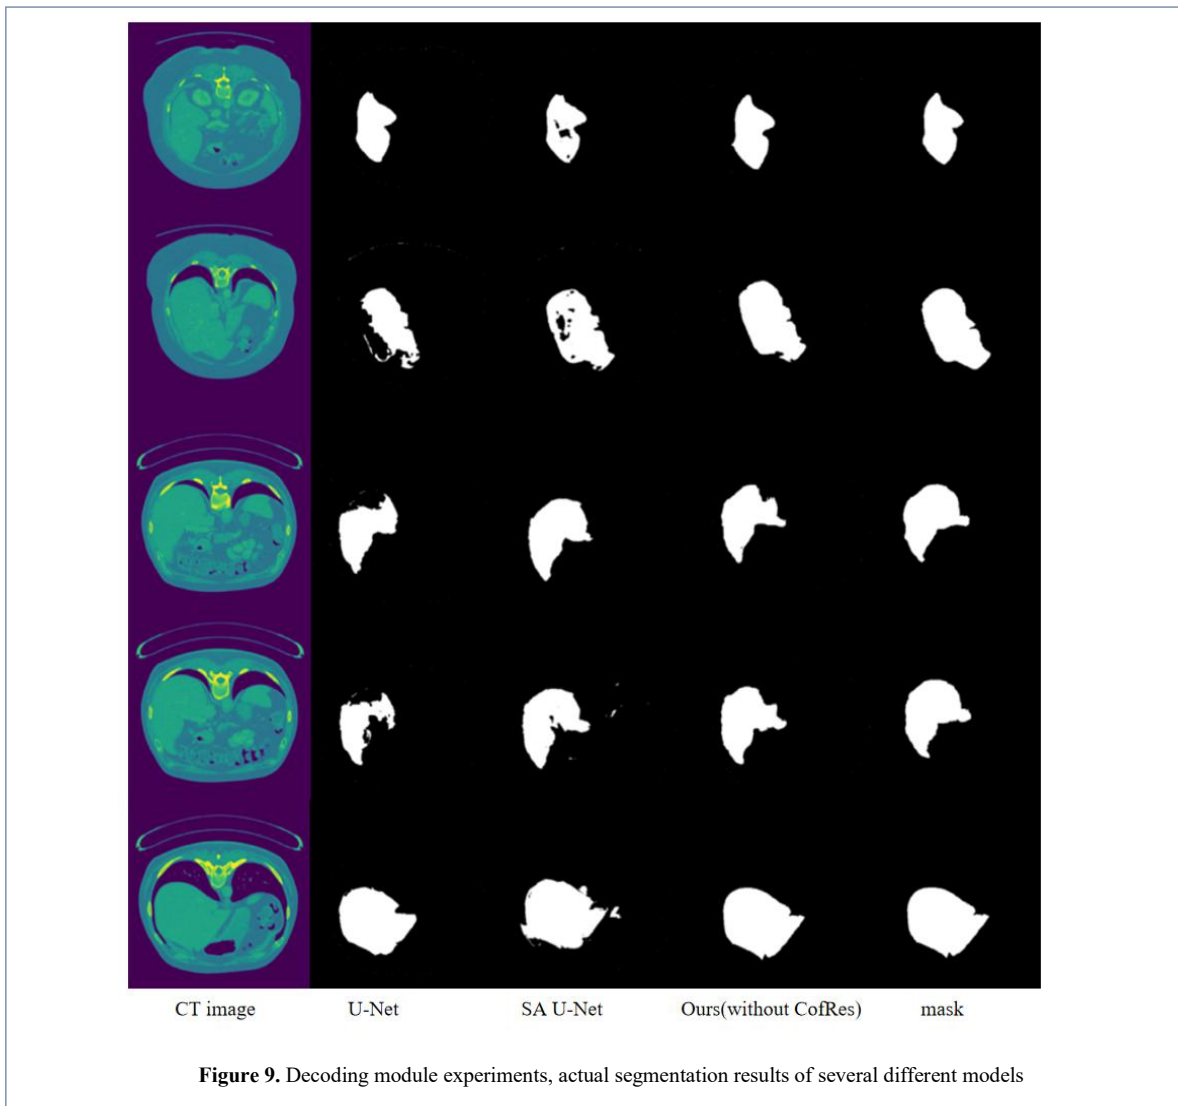 CT image U-Net SA U-Net Ours(without CofRes) mask
Figure 9. Decoding module experiments, actual segmentation results of several different models